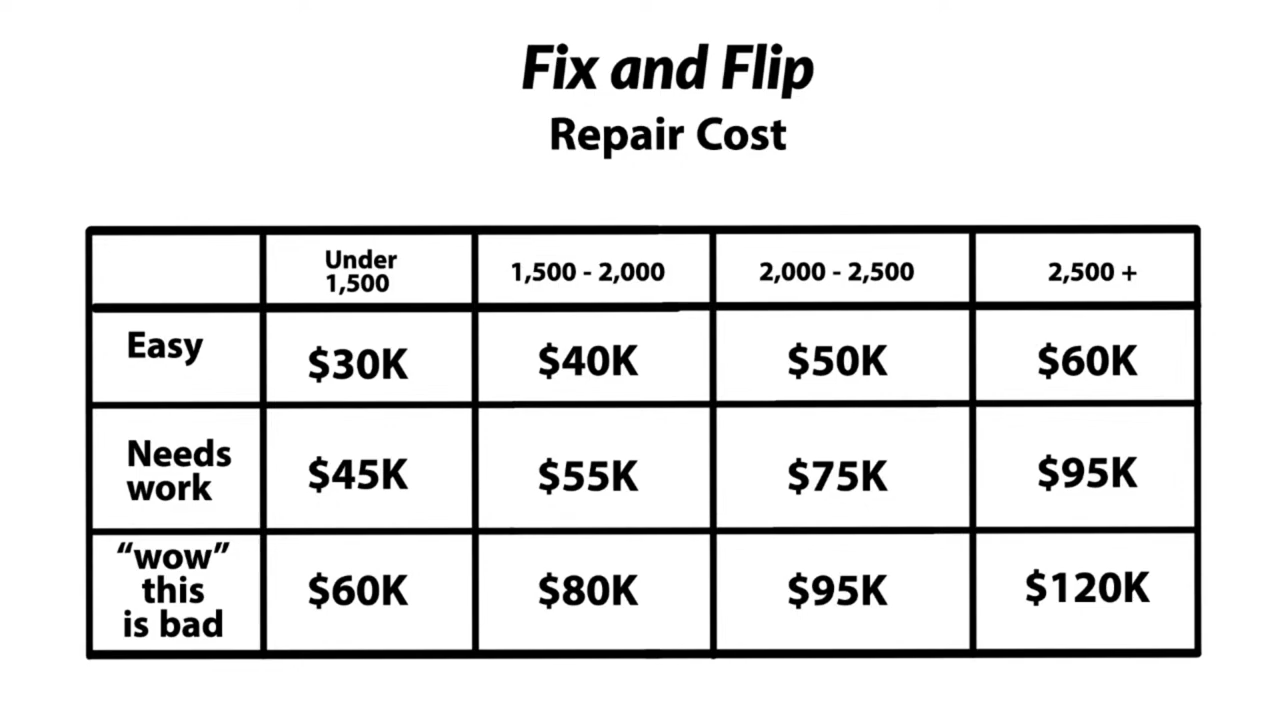 Fix and Flip
Repair Cost
Under
1,500
1,500 - 2,000
2,000 - 2,500
2,500 +
Easy
$30K
$40K
$50K
$60K
Needs
work
$45K
$55K
$75K
$95K
“wow”
this
is bad
$60K
$80K
$95K
$120K